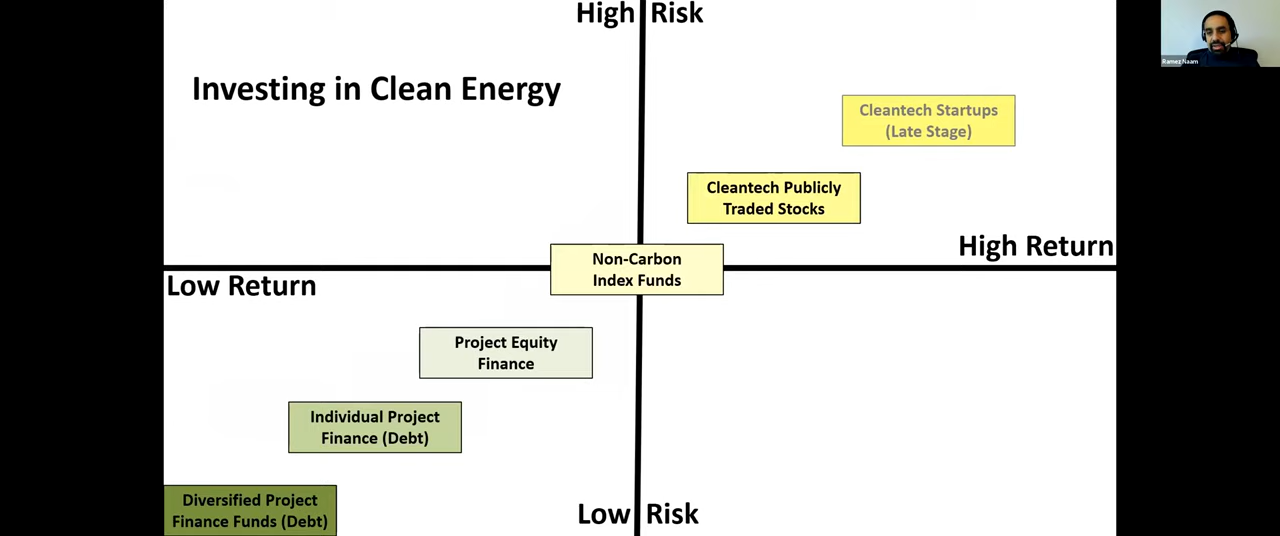 High Risk
Ramez Naam
Investing in Clean Energy
Cleantech Startups
(Late Stage)
Cleantech Publicly
Traded Stocks
High Return
Non-Carbon
Index Funds
Low Return
Project Equity
Finance
Individual Project
Finance (Debt)
Diversified Project
Finance Funds (Debt)
Low Risk